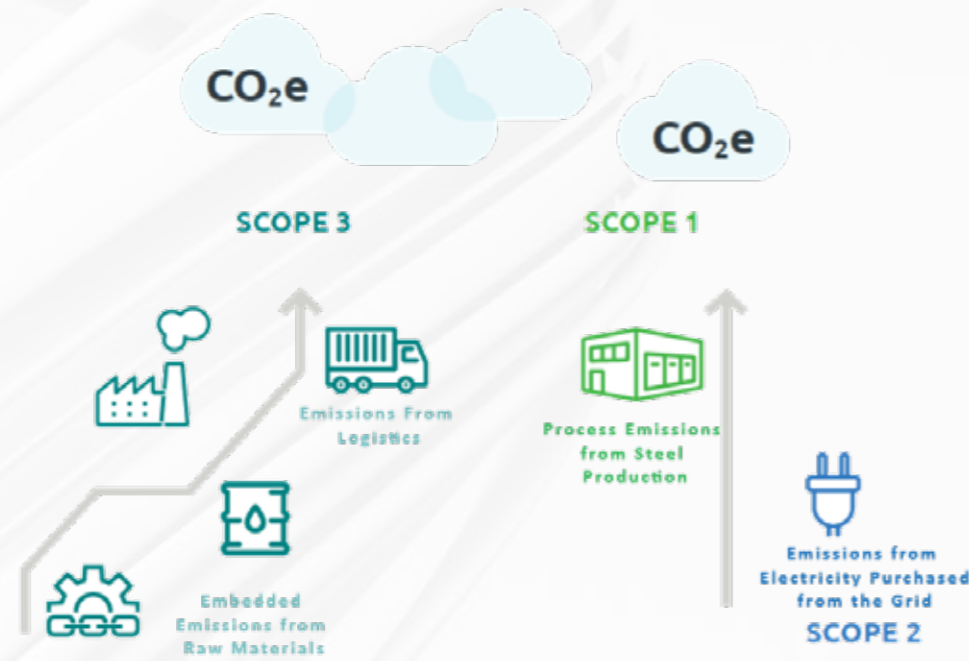 CO₂e
CO₂e
SCOPE 3
SCOPE 1
Emissions From
Logistics
Process Emissions
from Steel
Production
Emissions from
Electricity Purchased
from the Grid
SCOPE 2
Embedded
Emissions from
Raw Materials